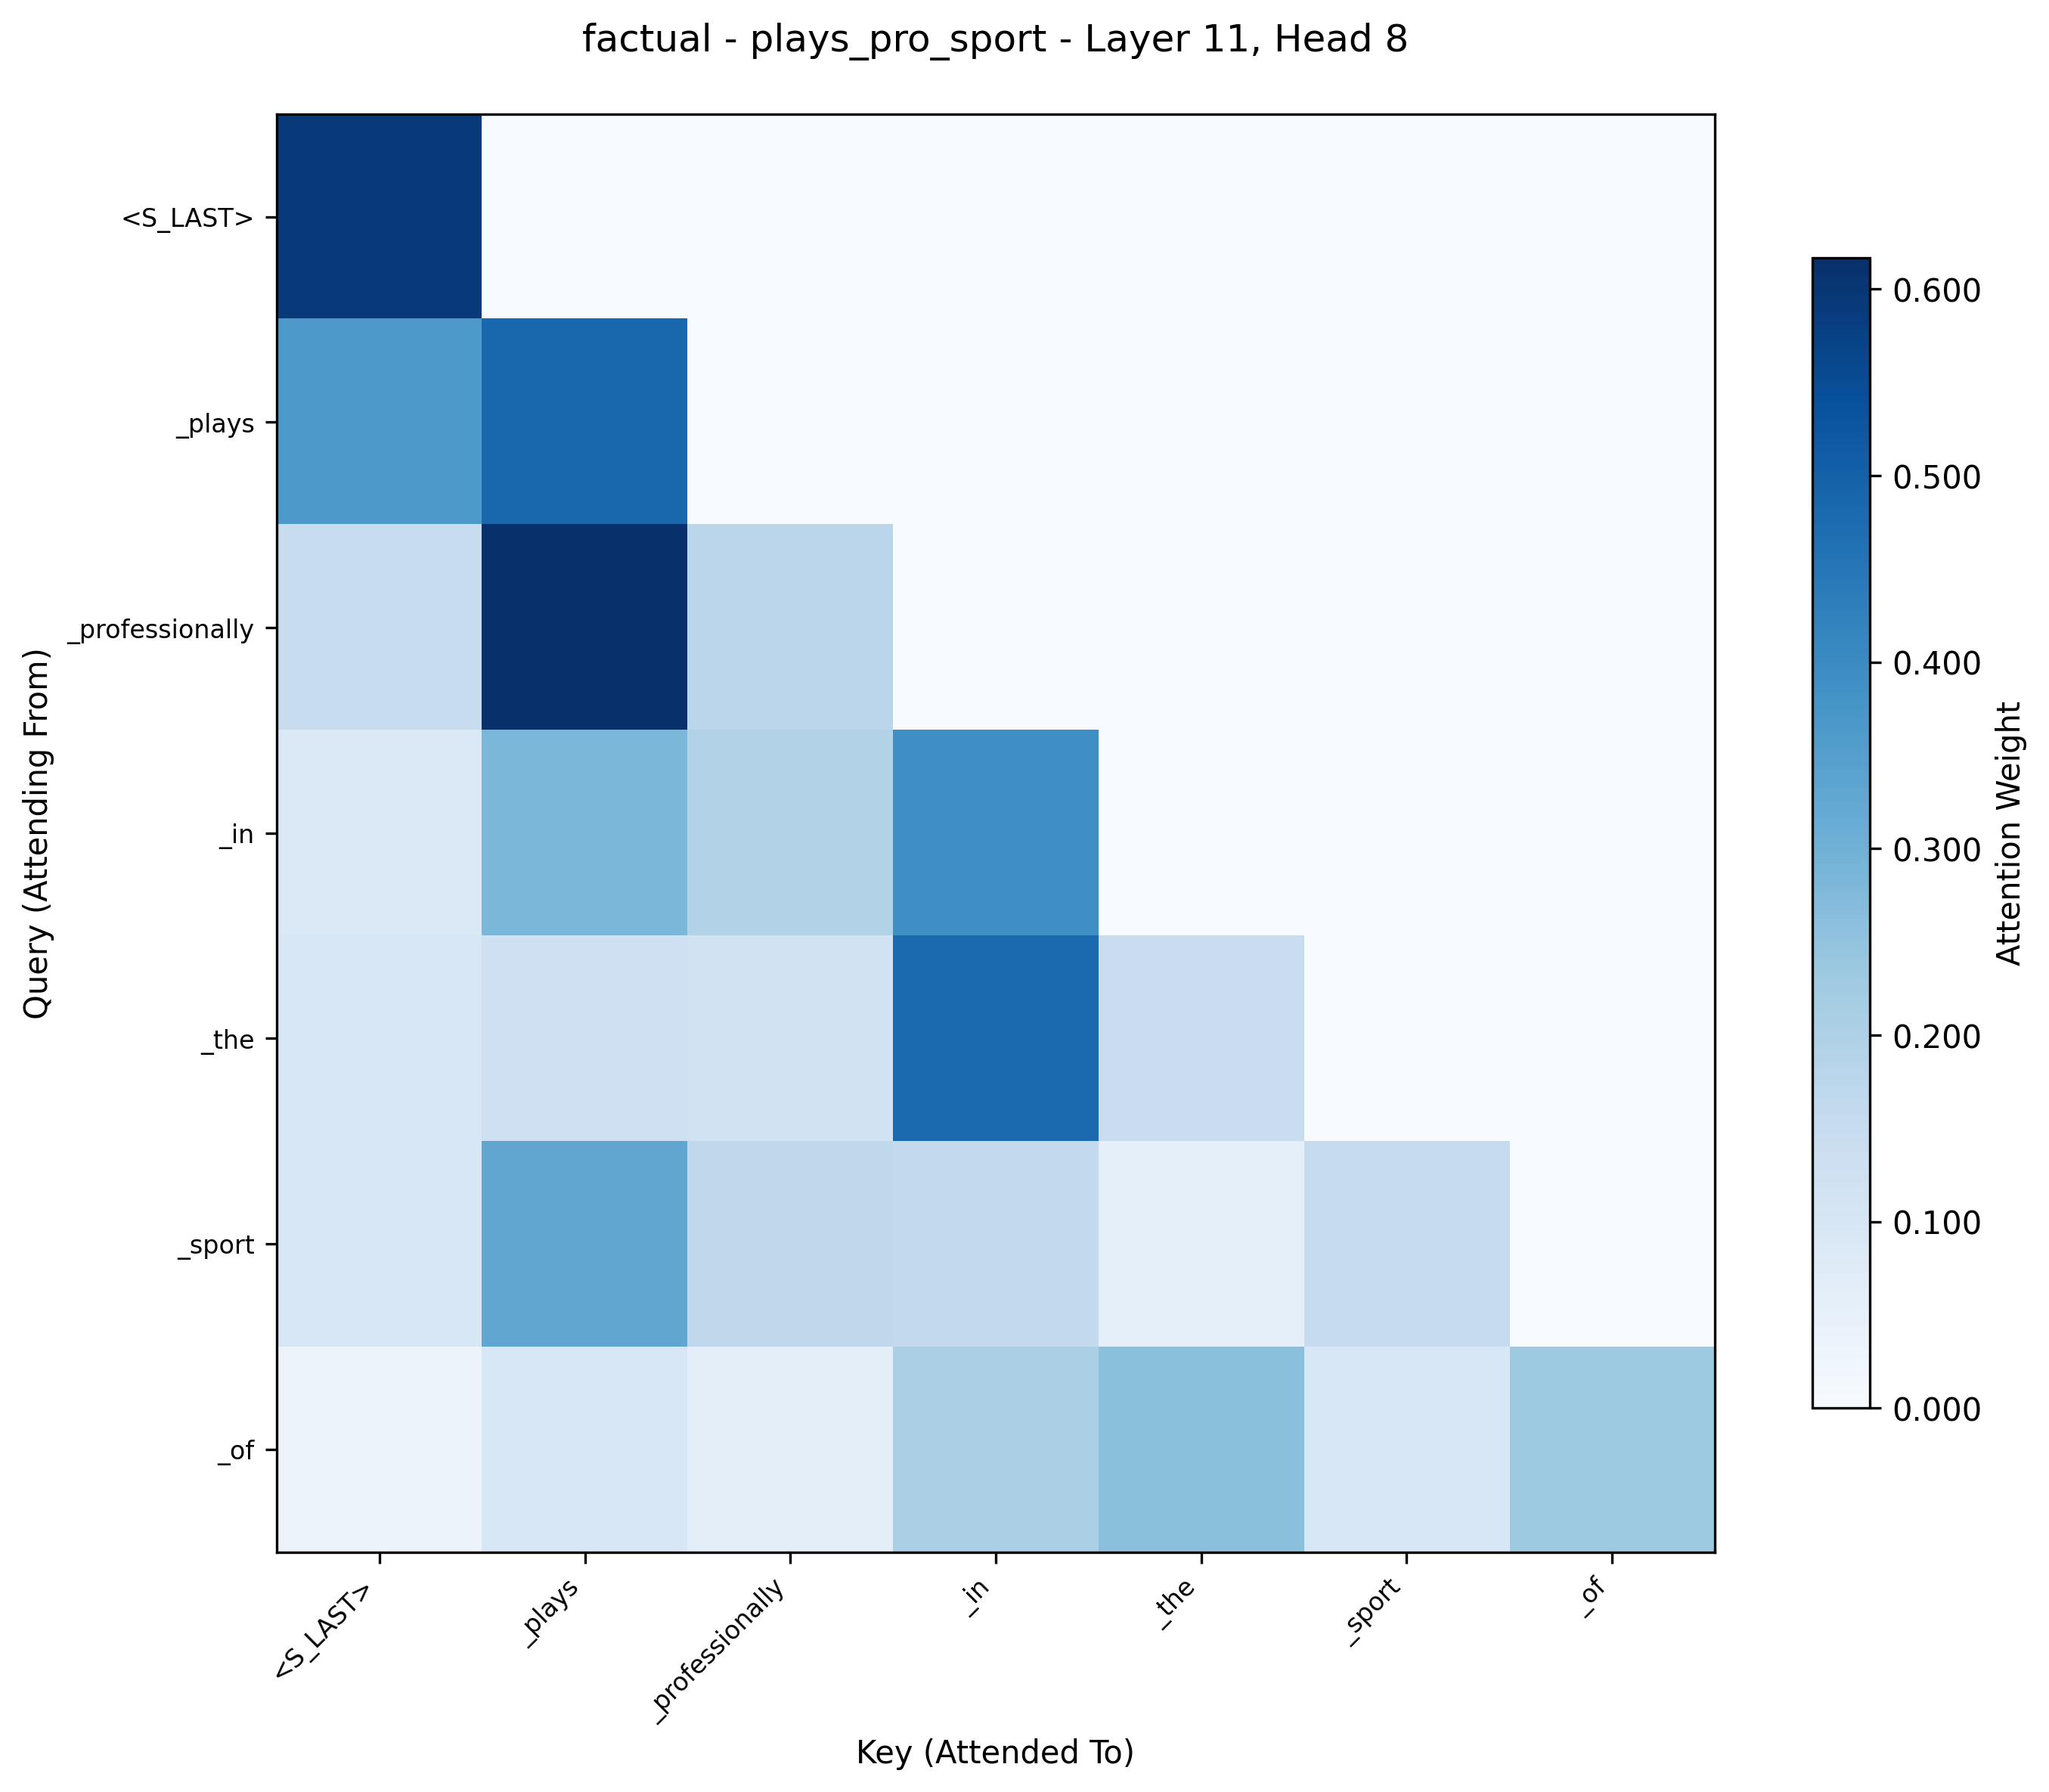 factual - plays_pro_sport - Layer 11, Head 8
Query (Attending From)
<S_LAST>
_plays
_professionally
_in
_the
_sport
_of
<S_LAST>
_plays
_professionally
_in
_the
_sport
_of
Key (Attended To)
0.600
0.500
0.400
0.300
0.200
0.100
0.000
Attention Weight